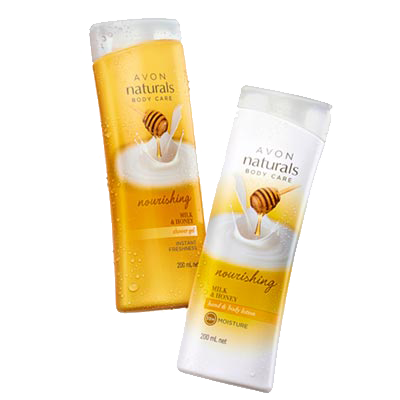 AVON
naturals
BODY CARE
nourishing
MILK
& HONEY
shower gel
INSTANT
FRESHNESS
200 mL.net
AVON
naturals
BODY CARE
nourishing
MILK
& HONEY
hand & body lotion
MOISTURE
200 mL.net